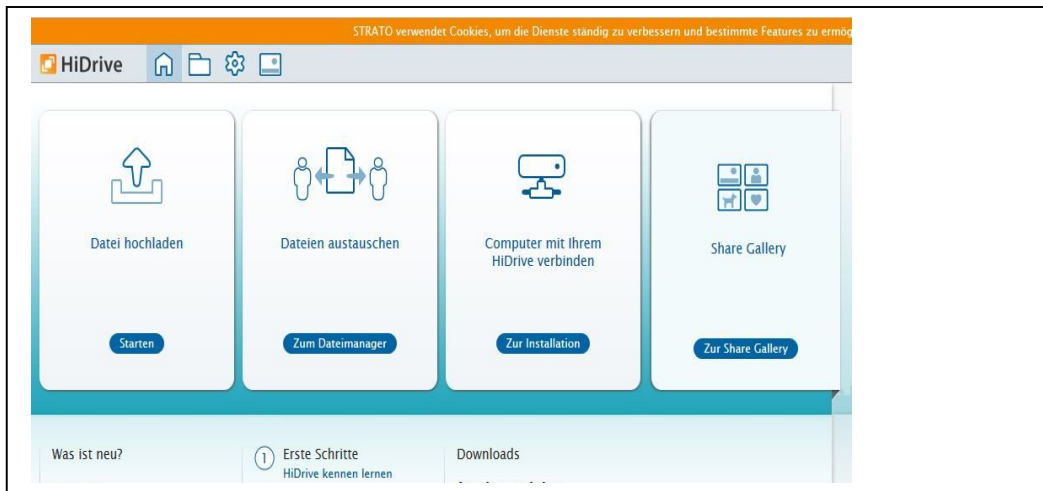 STRATO verwendet Cookies, um die Dienste ständig zu verbessern und bestimmte Features zu ermög
HiDrive
Datei hochladen
Starten
Dateien austauschen
Zum Dateimanager
Computer mit Ihrem
HiDrive verbinden
Zur Installation
Share Gallery
Zur Share Gallery
Was ist neu?
1 Erste Schritte
HiDrive kennen lernen
Downloads